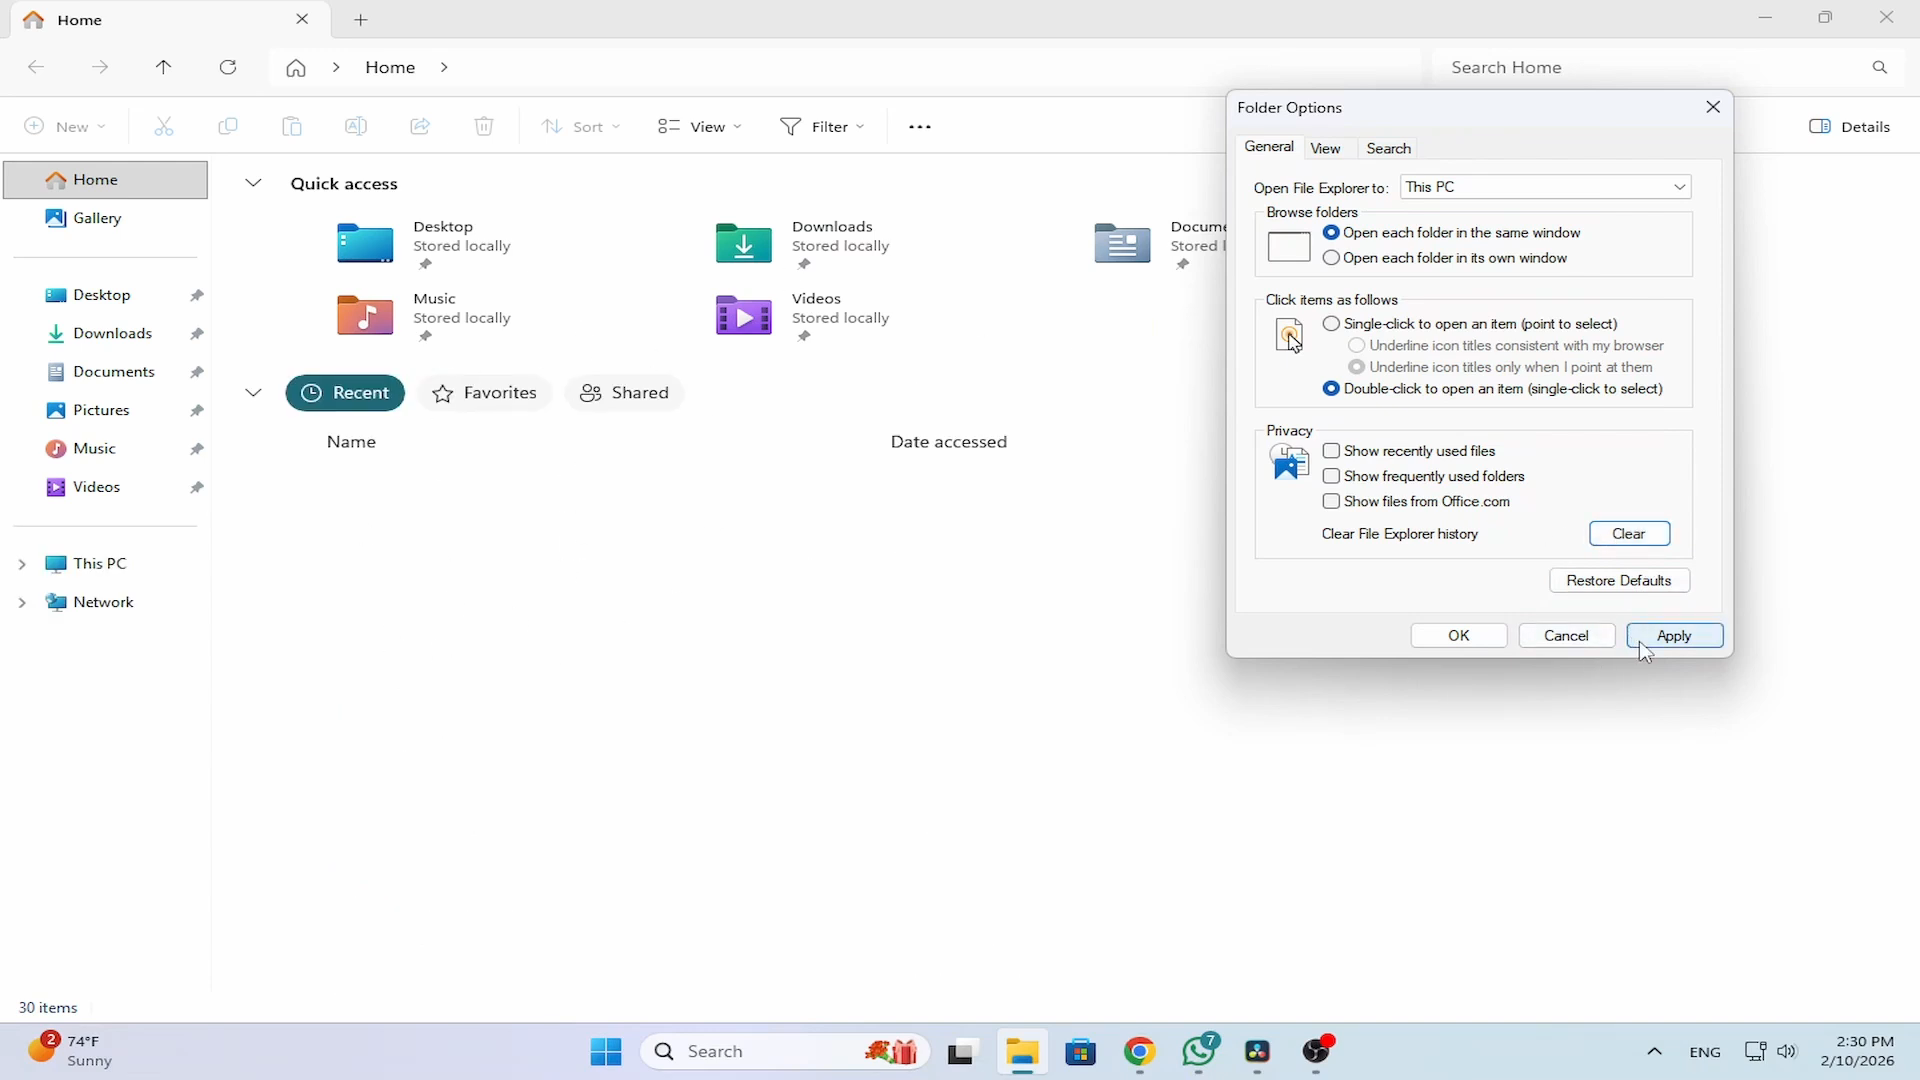 Home
Home
Search Home
New
Sort
View
Filter
Details
Folder Options
General
View
Search
Open File Explorer to:
This PC
Browse folders
Open each folder in the same window
Open each folder in its own window
Click items as follows
Single-click to open an item (point to select)
Underline icon titles consistent with my browser
Underline icon titles only when I point at them
Double-click to open an item (single-click to select)
Privacy
Show recently used files
Show frequently used folders
Show files from Office.com
Clear File Explorer history
Clear
Restore Defaults
OK
Cancel
Apply
Home
Gallery
Desktop
Downloads
Documents
Pictures
Music
Videos
This PC
Network
Quick access
Desktop
Stored locally
Downloads
Stored locally
Docume
Stored l
Music
Stored locally
Videos
Stored locally
Recent
Favorites
Shared
Name
Date accessed
30 items
2
74°F
Sunny
Search
7
ENG
2:30 PM
2/10/2026